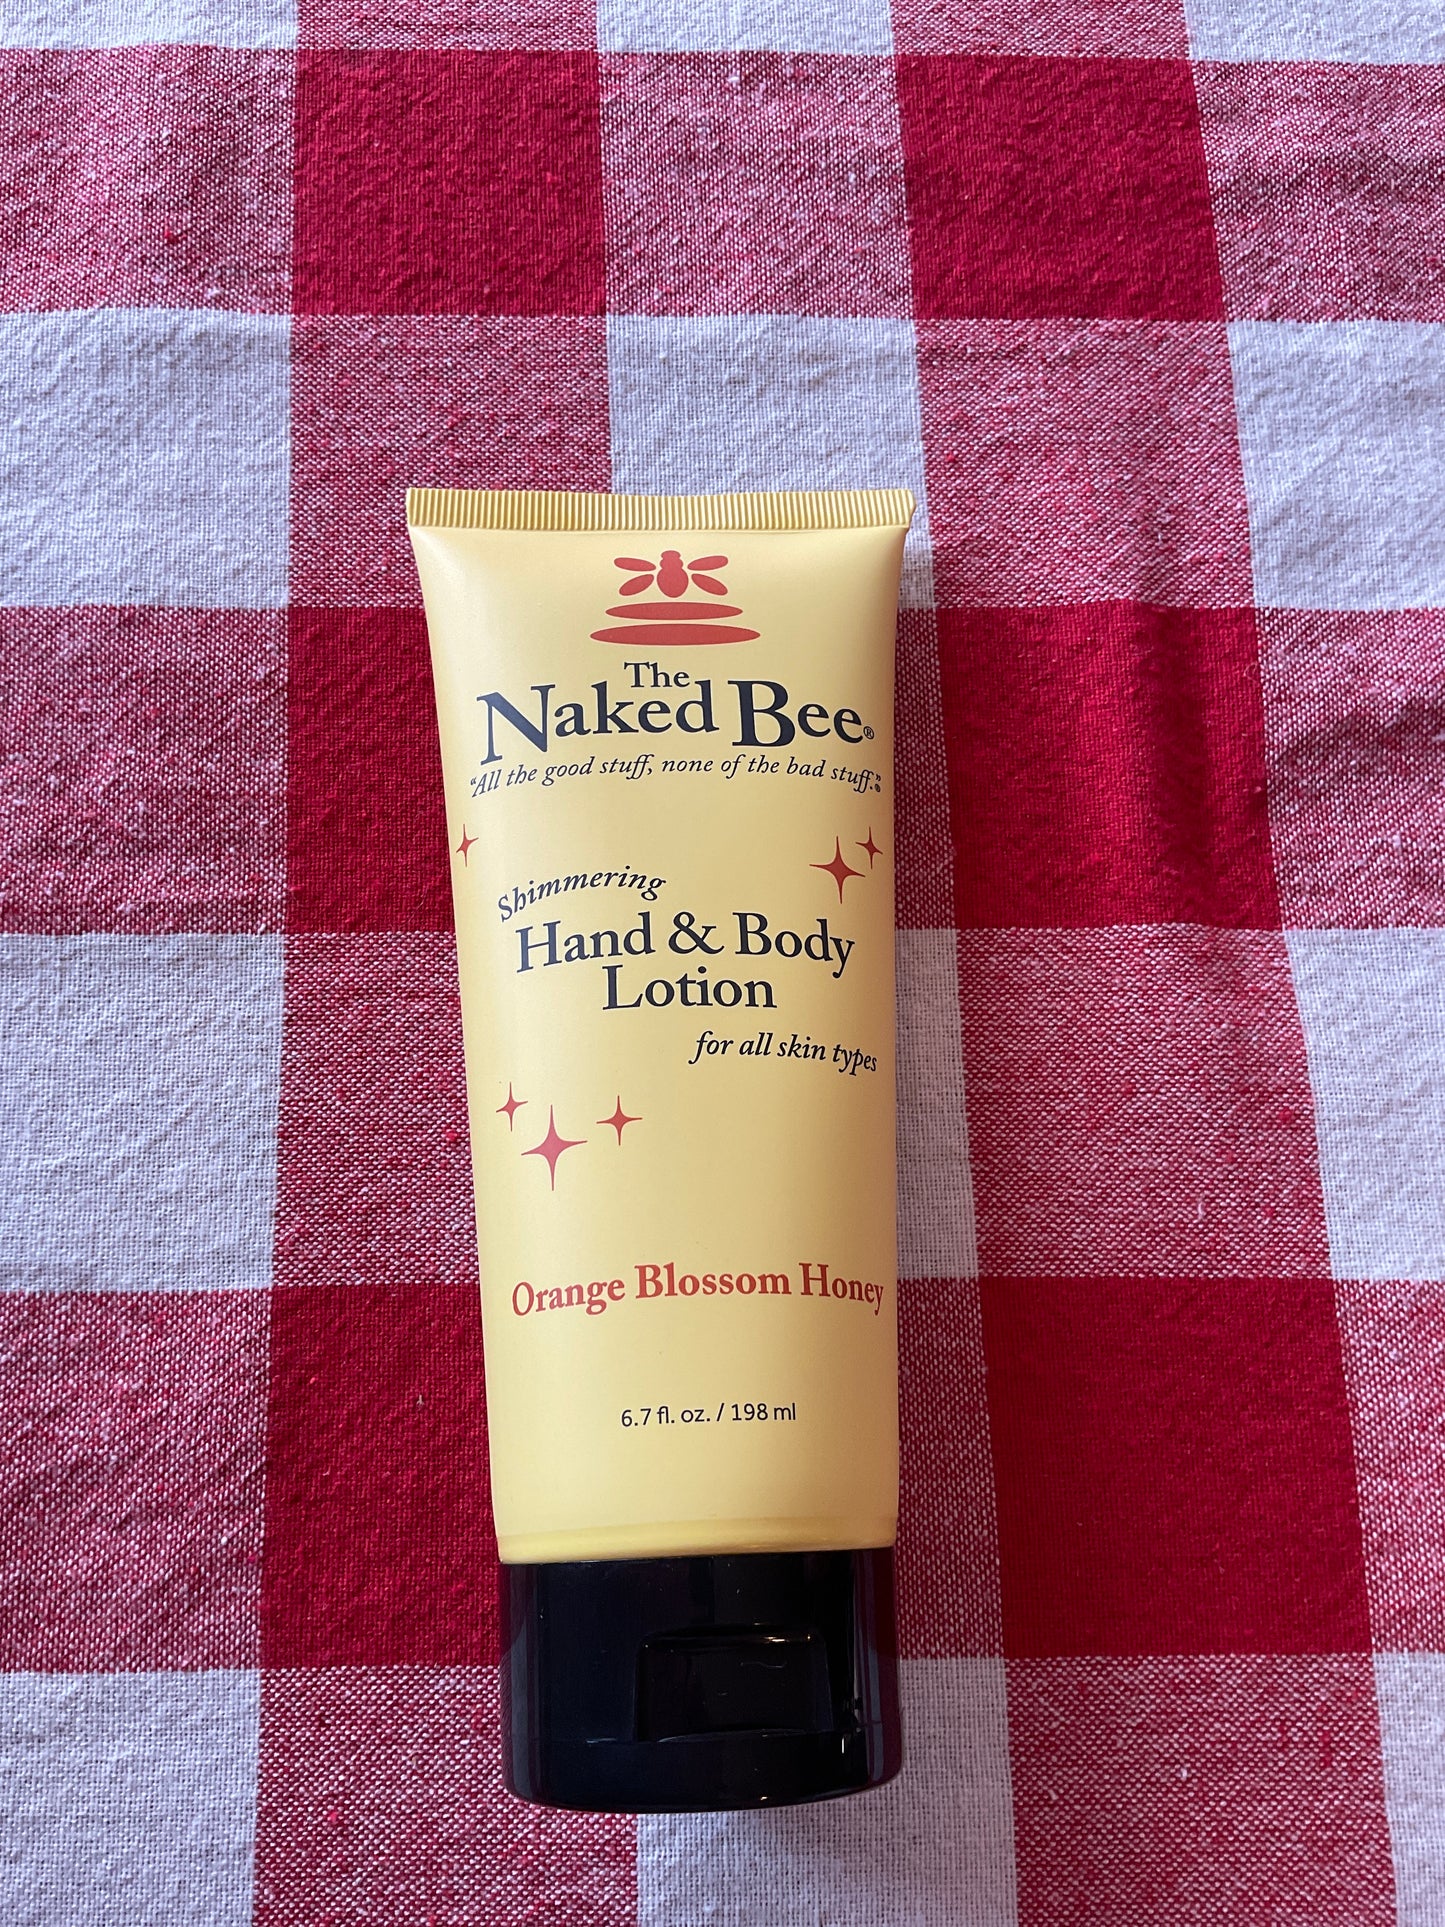 The
Naked Bee®
“All the good stuff, none of the bad stuff.”®
Shimmering
Hand & Body
Lotion
for all skin types
Orange Blossom Honey
6.7 fl. oz. / 198 ml